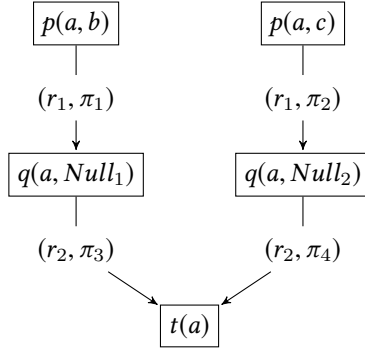 p(a, b) p(a, c)
(r₁, π₁) (r₁, π₂)
q(a, Null₁) q(a, Null₂)
(r₂, π₃) (r₂, π₄)
t(a)